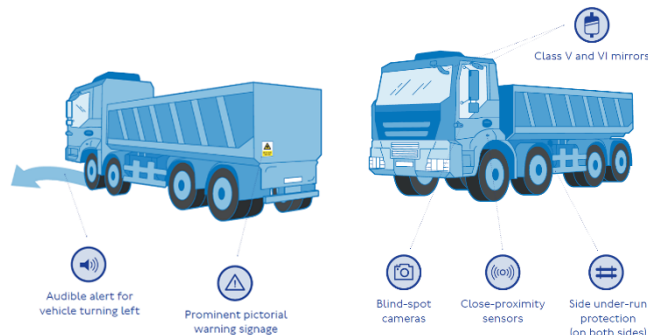 Class V and VI mirrors
Audible alert for
vehicle turning left
Prominent pictorial
warning signage
Blind-spot
cameras
Close-proximity
sensors
Side under-run
protection
(on both sides)